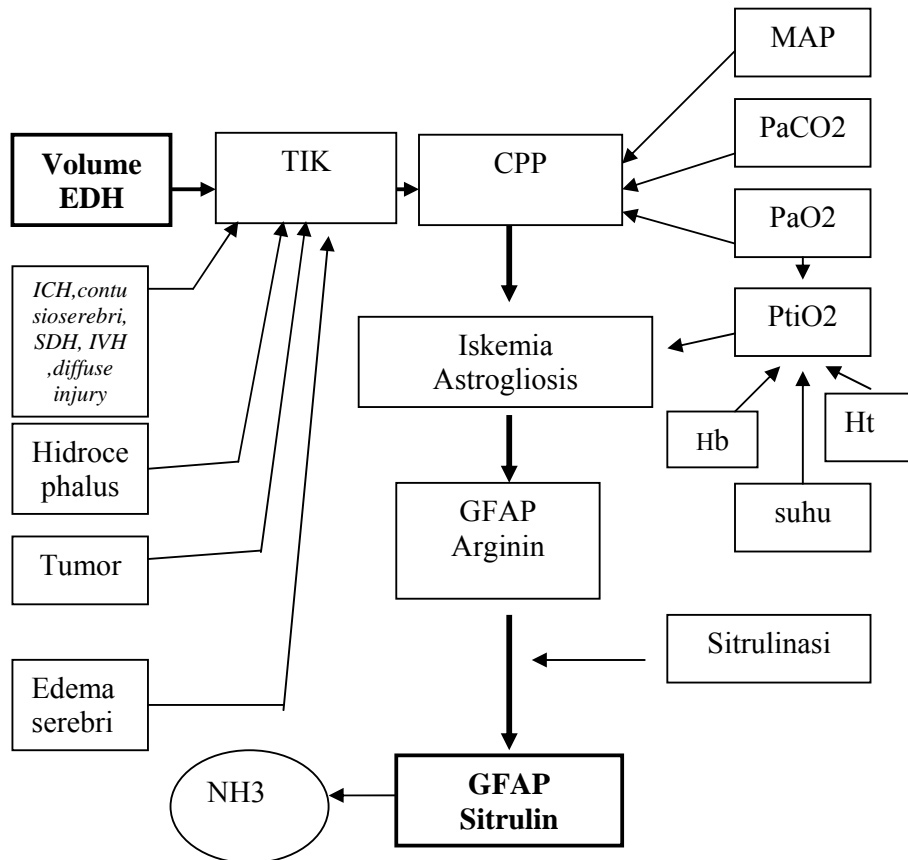 MAP
Volume
EDH
TIK
CPP
PaCO2
PaO2
ICH,contu
sioserebri,
SDH, IVH
,diffuse
injury
PtiO2
Iskemia
Astrogliosis
Hb
Ht
Hidroce
phalus
GFAP
Arginin
suhu
Tumor
Sitrulinasi
Edema
serebri
NH3
GFAP
Sitrulin